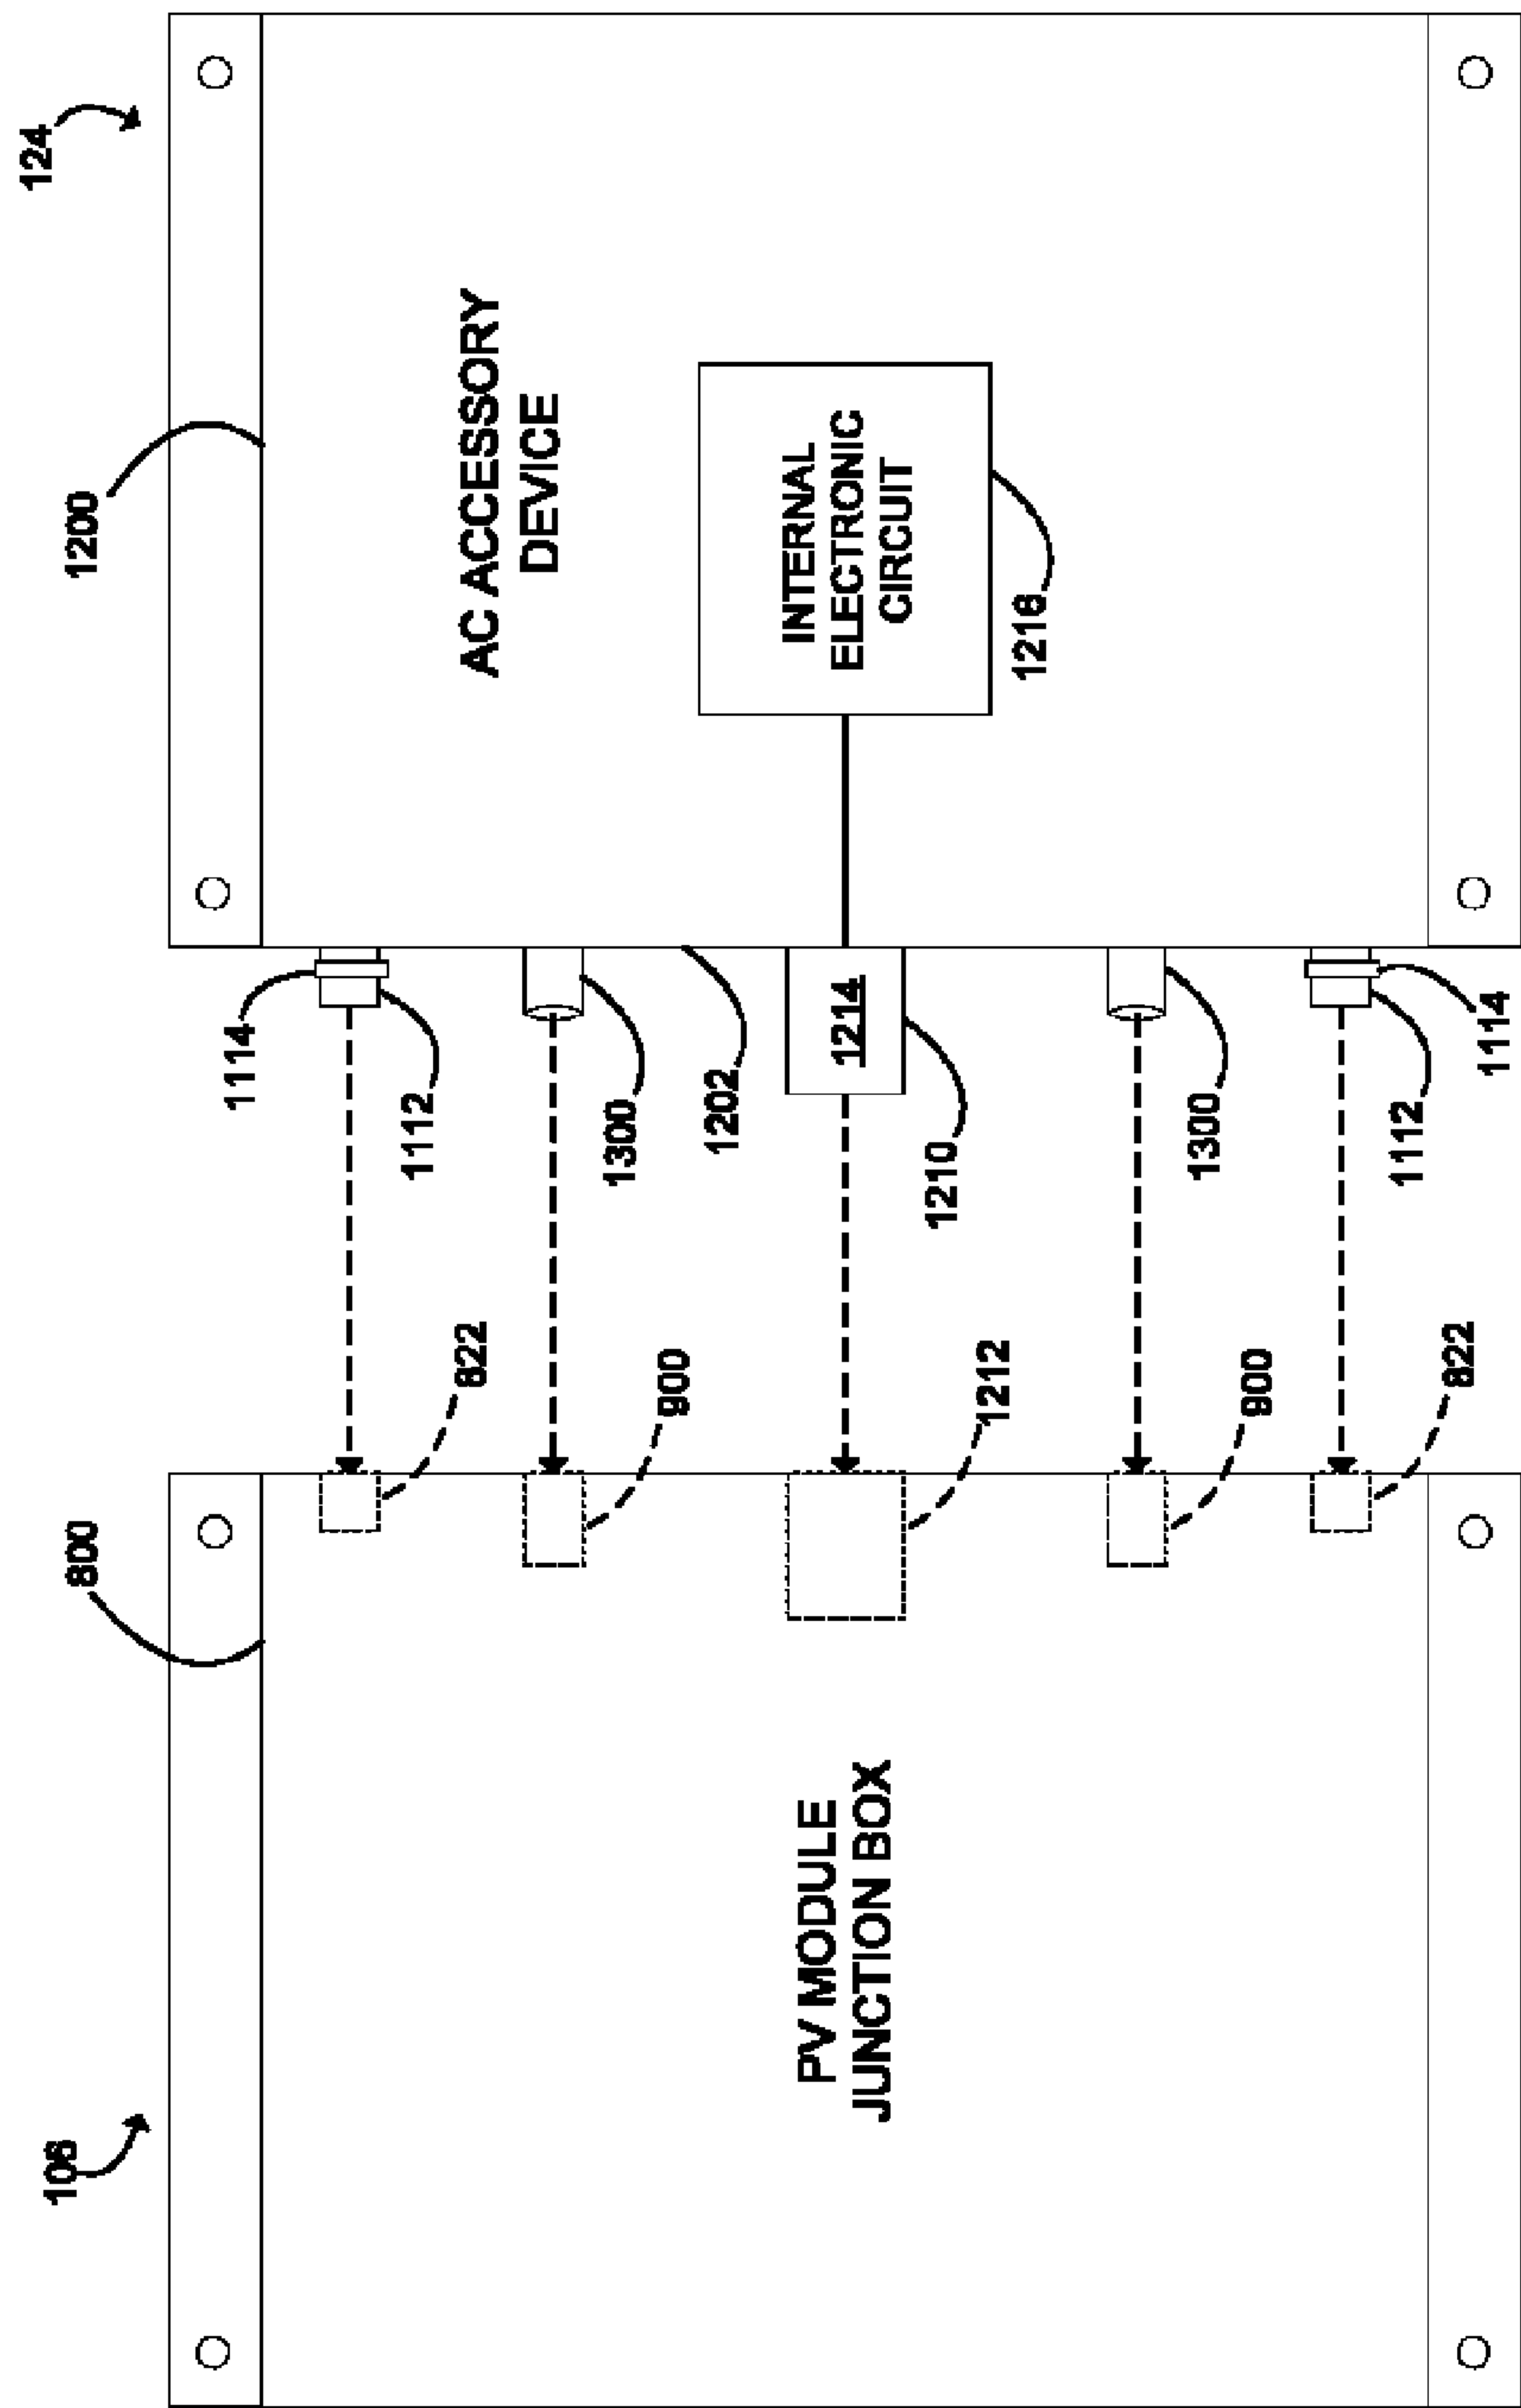 124
106
1200
800
1114
1112
822
AC ACCESSORY
DEVICE
1300
900
1202
PV MODULE
JUNCTION BOX
INTERNAL
ELECTRONIC
CIRCUIT
1214
1210
1212
1216
1300
900
1112
822
1114